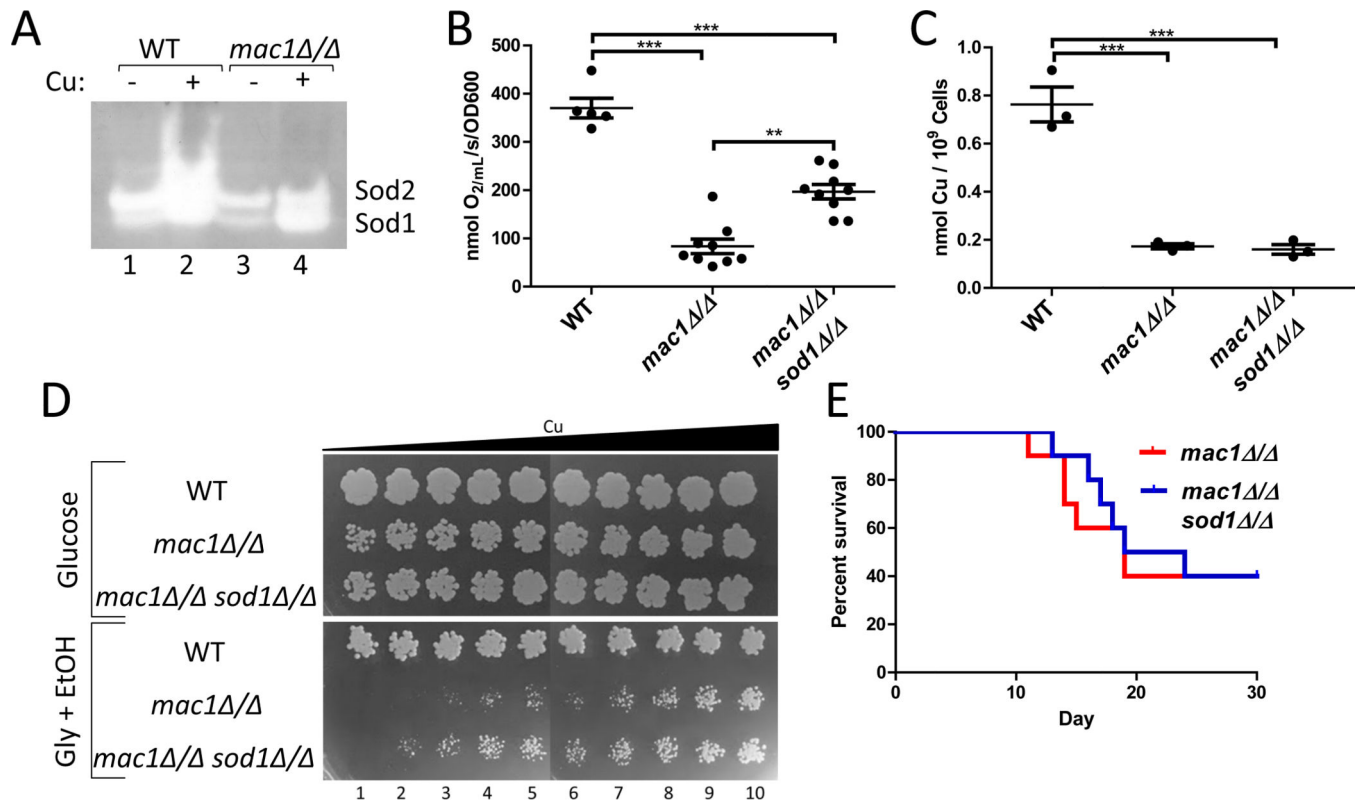 A
WT
mac1Δ/Δ
Cu:
-
+
-
+
Sod2
Sod1
1
2
3
4
B
nmol O2/mL/s/OD600
500
400
300
200
100
0
***
***
**
WT
mac1Δ/Δ
mac1Δ/Δ
sod1Δ/Δ
C
nmol Cu / 10⁹ Cells
1.0
0.8
0.6
0.4
0.2
0.0
***
***
WT
mac1Δ/Δ
mac1Δ/Δ
sod1Δ/Δ
D
Cu
Glucose
WT
mac1Δ/Δ
mac1Δ/Δ sod1Δ/Δ
Gly + EtOH
WT
mac1Δ/Δ
mac1Δ/Δ sod1Δ/Δ
1 2 3 4 5 6 7 8 9 10
E
Percent survival
100
80
60
40
20
0
mac1Δ/Δ
mac1Δ/Δ
sod1Δ/Δ
0 10 20 30
Day